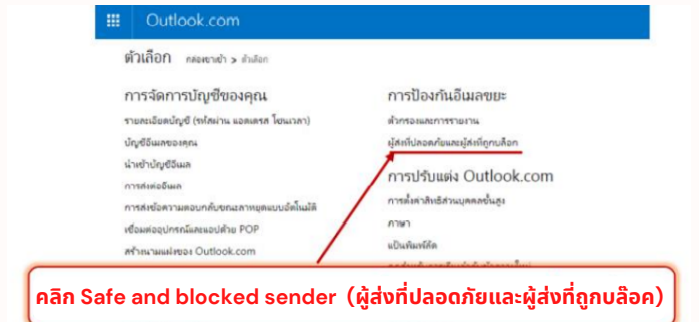 Outlook.com
ตัวเลือก กล่องขาเข้า > ตัวเลือก
การจัดการบัญชีของคุณ
รายละเอียดบัญชี (รหัสผ่าน แอดเดรส โซนเวลา)
บัญชีอีเมลของคุณ
นำเข้าบัญชีอีเมล
การส่งต่ออีเมล
การส่งข้อความตอบกลับขณะลาหยุดแบบอัตโนมัติ
เชื่อมต่ออุปกรณ์และแอปด้วย POP
สร้างนามแฝงของ Outlook.com
การป้องกันอีเมลขยะ
ตัวกรองและการรายงาน
ผู้ส่งที่ปลอดภัยและผู้ส่งที่ถูกบล็อก
การปรับแต่ง Outlook.com
การตั้งค่าสิทธิส่วนบุคคลขั้นสูง
ภาษา
แป้นพิมพ์ลัด
คลิก Safe and blocked sender (ผู้ส่งที่ปลอดภัยและผู้ส่งที่ถูกบล๊อค)